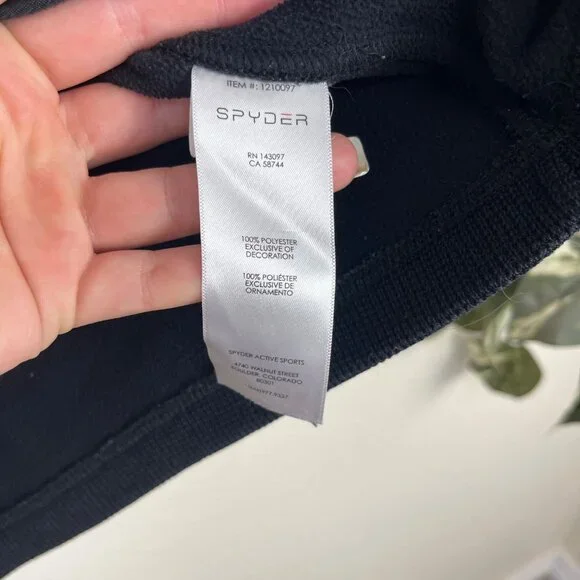 ITEM #: 1210097
SPYDER
RN 143097
CA 58744
100% POLYESTER
EXCLUSIVE OF
DECORATION
100% POLIÉSTER
EXCLUSIVE DE
ORNAMENTO
SPYDER ACTIVE SPORTS
4740 WALNUT STREET
BOULDER, COLORADO
80301